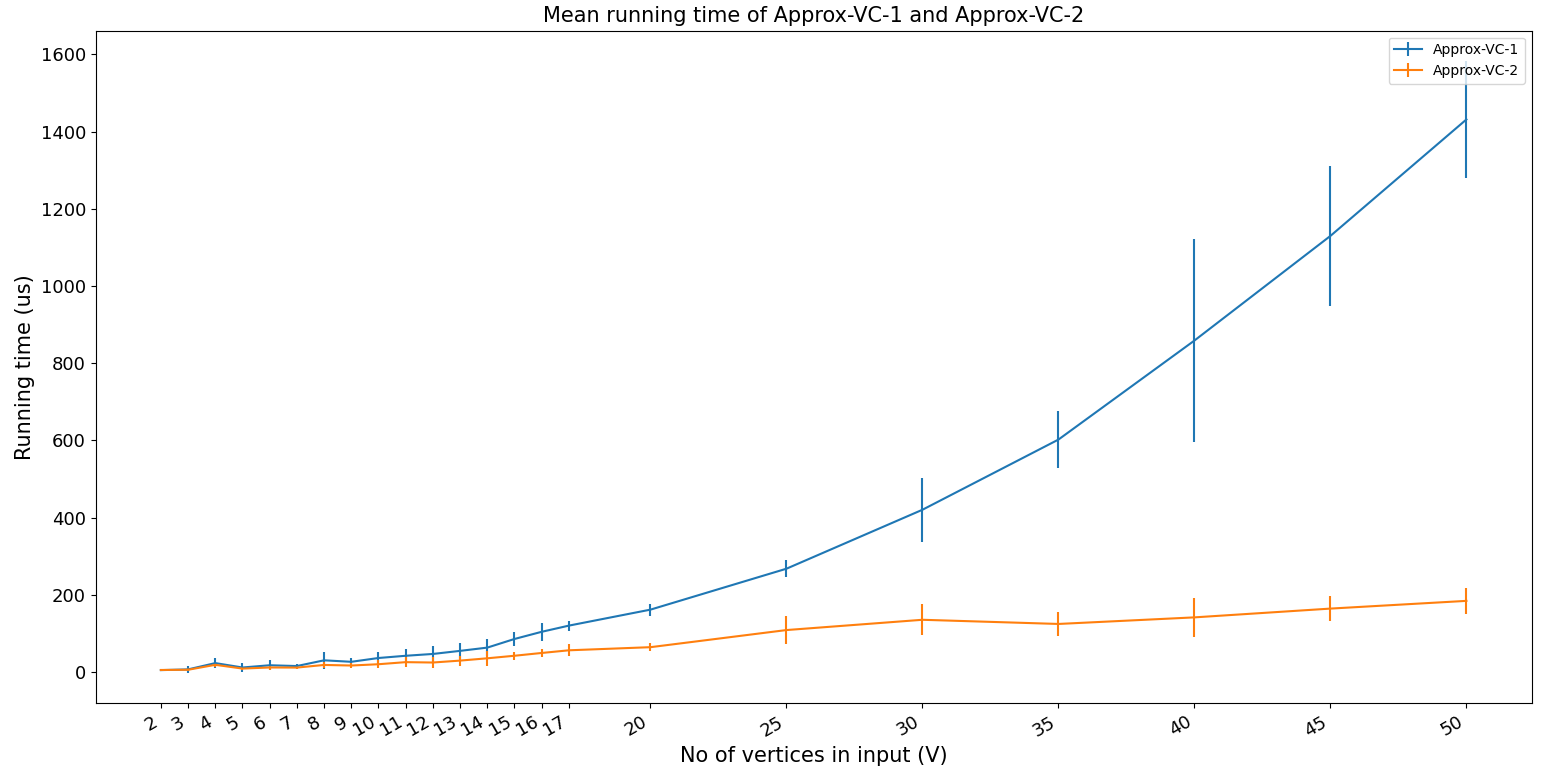 Mean running time of Approx-VC-1 and Approx-VC-2
Approx-VC-1
Approx-VC-2
Running time (us)
1600
1400
1200
1000
800
600
400
200
0
2 3 4 5 6 7 8 9 10 11 12 13 14 15 16 17 20 25 30 35 40 45 50
No of vertices in input (V)